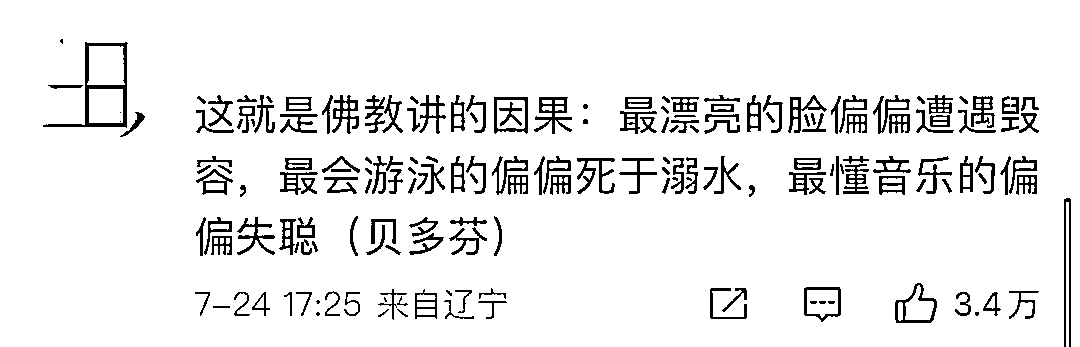 这就是佛教讲的因果：最漂亮的脸偏偏遭遇毁
容，最会游泳的偏偏死于溺水，最懂音乐的偏
偏失聪（贝多芬）
7-24 17:25 来自辽宁
3.4万